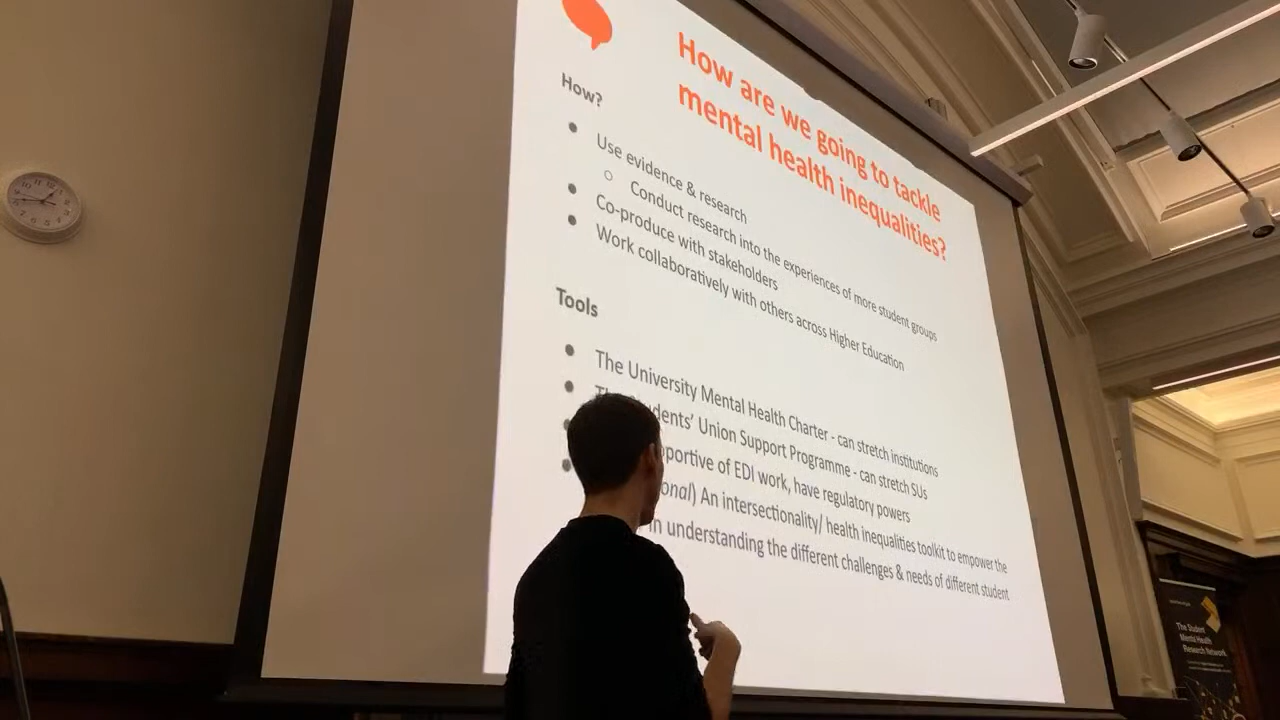 How are we going to tackle
mental health inequalities?
How?
Use evidence & research
Conduct research into the experiences of more student groups
Co-produce with stakeholders
Work collaboratively with others across Higher Education
Tools
The University Mental Health Charter - can stretch institutions
Union Support Programme - can stretch SUs
of EDI work, have regulatory powers
An intersectionality/ health inequalities toolkit to empower the
understanding the different challenges & needs of different student
The Student
Mental Health
Research Network